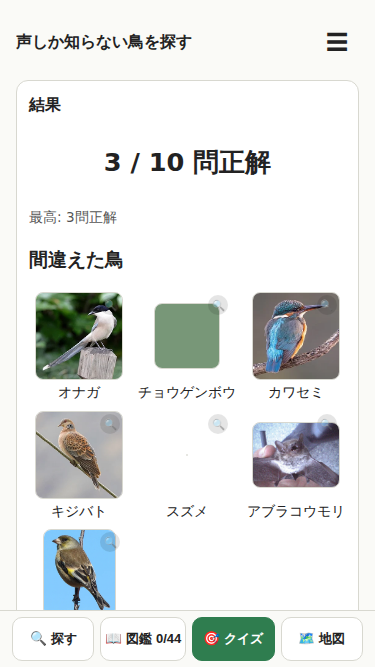 声しか知らない鳥を探す
結果
3 / 10 問正解
最高: 3問正解
間違えた鳥
オナガ
チョウゲンボウ
カワセミ
キジバト
スズメ
アブラコウモリ
探す
図鑑 0/44
クイズ
地図